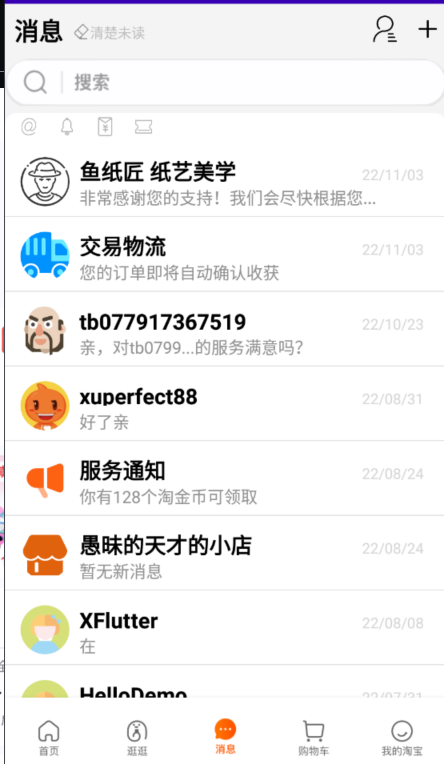 消息 清楚未读
搜索
鱼纸匠 纸艺美学 22/11/03
非常感谢您的支持！我们会尽快根据您...
交易物流 22/11/03
您的订单即将自动确认收获
tb077917367519 22/10/23
亲，对tb0799...的服务满意吗？
xuperfect88 22/08/31
好了亲
服务通知 22/08/24
你有128个淘金币可领取
愚昧的天才的小店 22/08/24
暂无新消息
XFlutter 22/08/08
在
HelloDemo 22/07/31
首页 逛逛 消息 购物车 我的淘宝